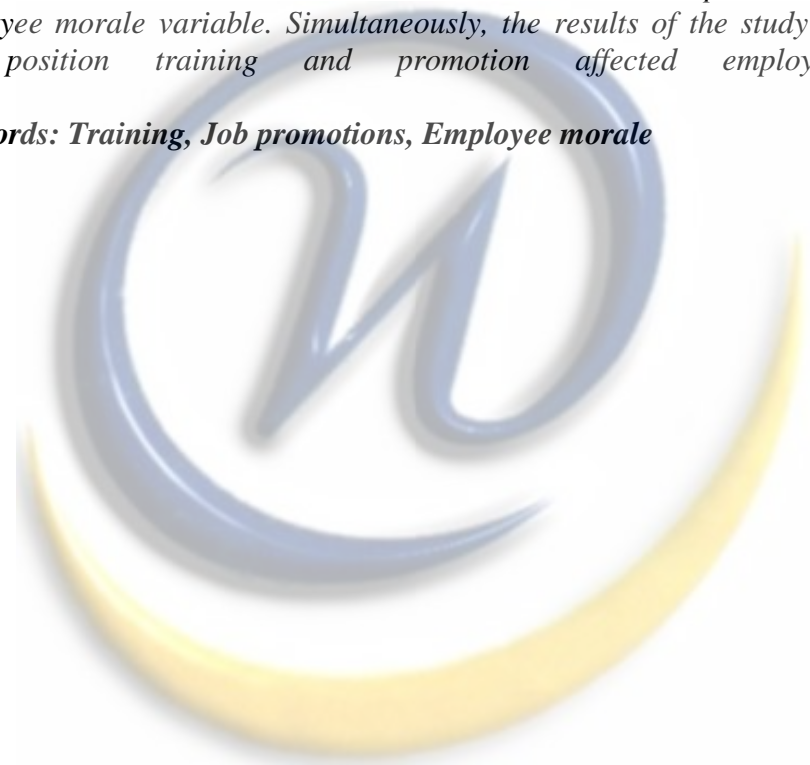 yee morale variable. Simultaneously, the results of the study
position training and promotion affected employ
ords: Training, Job promotions, Employee morale